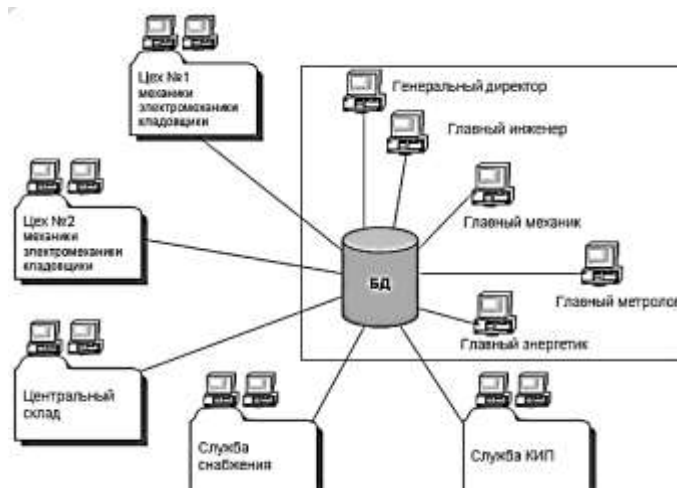 Цех №1
механики
электромеханики
кладовщики
Генеральный директор
Главный инженер
Цех №2
механики
электромеханики
кладовщики
Главный механик
БД
Главный метролог
Главный энергетик
Центральный
склад
Служба
снабжения
Служба КИП